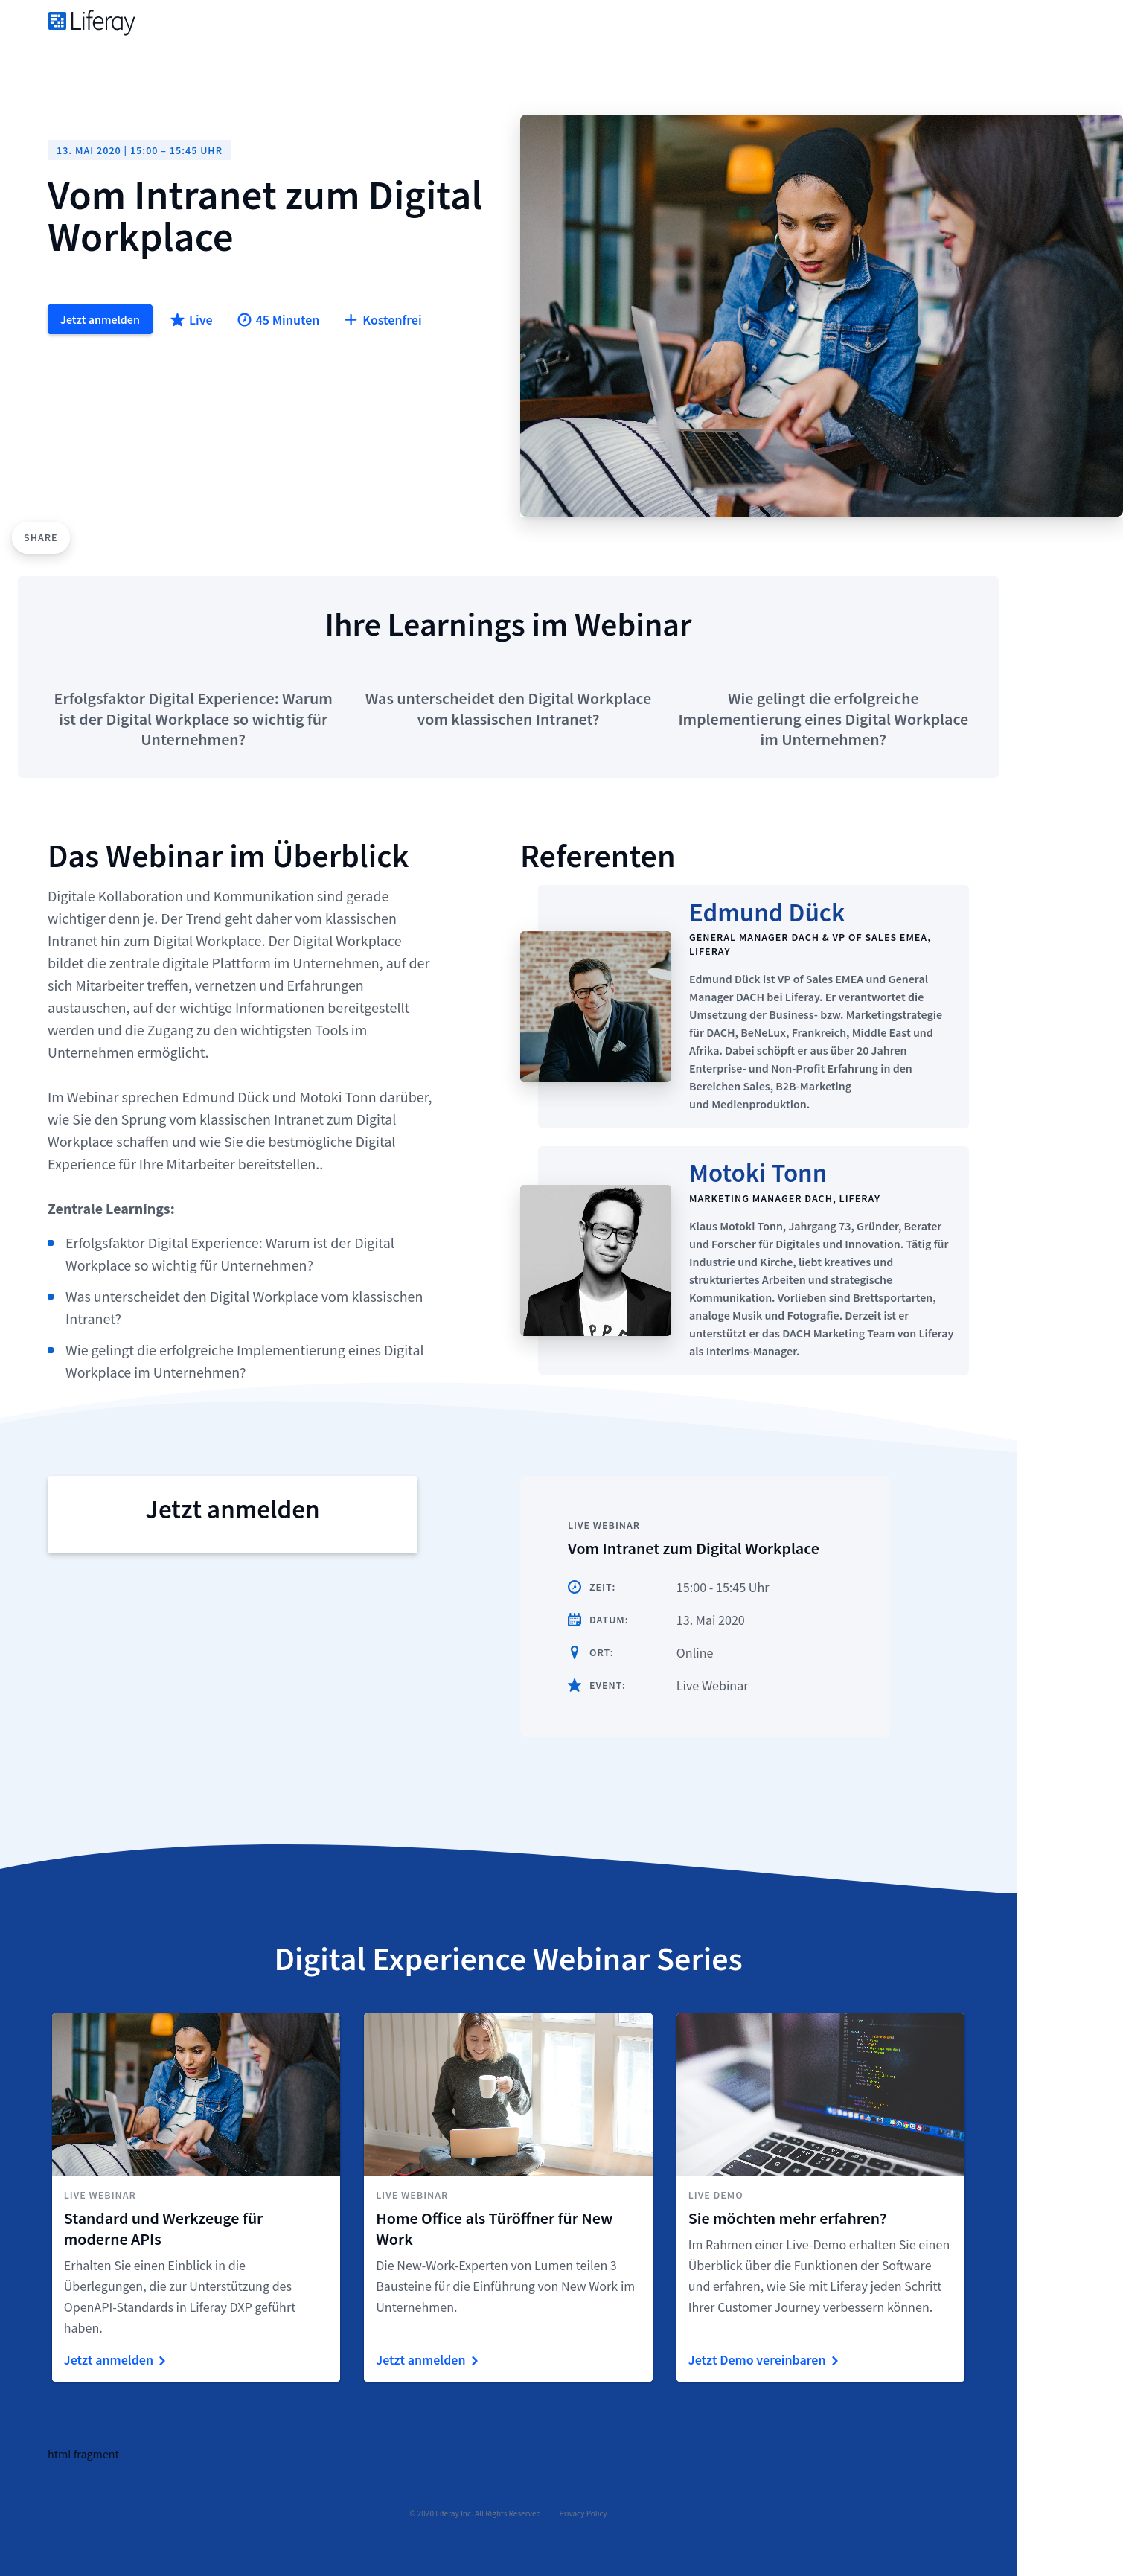 Liferay
13. MAI 2020 | 15:00 – 15:45 UHR
Vom Intranet zum Digital
Workplace
Jetzt anmelden
Live
45 Minuten
Kostenfrei
SHARE
Ihre Learnings im Webinar
Erfolgsfaktor Digital Experience: Warum
ist der Digital Workplace so wichtig für
Unternehmen?
Was unterscheidet den Digital Workplace
vom klassischen Intranet?
Wie gelingt die erfolgreiche
Implementierung eines Digital Workplace
im Unternehmen?
Das Webinar im Überblick
Digitale Kollaboration und Kommunikation sind gerade
wichtiger denn je. Der Trend geht daher vom klassischen
Intranet hin zum Digital Workplace. Der Digital Workplace
bildet die zentrale digitale Plattform im Unternehmen, auf der
sich Mitarbeiter treffen, vernetzen und Erfahrungen
austauschen, auf der wichtige Informationen bereitgestellt
werden und die Zugang zu den wichtigsten Tools im
Unternehmen ermöglicht.
Im Webinar sprechen Edmund Dück und Motoki Tonn darüber,
wie Sie den Sprung vom klassischen Intranet zum Digital
Workplace schaffen und wie Sie die bestmögliche Digital
Experience für Ihre Mitarbeiter bereitstellen..
Zentrale Learnings:
Erfolgsfaktor Digital Experience: Warum ist der Digital
Workplace so wichtig für Unternehmen?
Was unterscheidet den Digital Workplace vom klassischen
Intranet?
Wie gelingt die erfolgreiche Implementierung eines Digital
Workplace im Unternehmen?
Referenten
Edmund Dück
GENERAL MANAGER DACH & VP OF SALES EMEA,
LIFERAY
Edmund Dück ist VP of Sales EMEA und General
Manager DACH bei Liferay. Er verantwortet die
Umsetzung der Business- bzw. Marketingstrategie
für DACH, BeNeLux, Frankreich, Middle East und
Afrika. Dabei schöpft er aus über 20 Jahren
Enterprise- und Non-Profit Erfahrung in den
Bereichen Sales, B2B-Marketing
und Medienproduktion.
Motoki Tonn
MARKETING MANAGER DACH, LIFERAY
Klaus Motoki Tonn, Jahrgang 73, Gründer, Berater
und Forscher für Digitales und Innovation. Tätig für
Industrie und Kirche, liebt kreatives und
strukturiertes Arbeiten und strategische
Kommunikation. Vorlieben sind Brettsportarten,
analoge Musik und Fotografie. Derzeit ist er
unterstützt er das DACH Marketing Team von Liferay
als Interims-Manager.
Jetzt anmelden
LIVE WEBINAR
Vom Intranet zum Digital Workplace
ZEIT: 15:00 - 15:45 Uhr
DATUM: 13. Mai 2020
ORT: Online
EVENT: Live Webinar
Digital Experience Webinar Series
LIVE WEBINAR
Standard und Werkzeuge für
moderne APIs
Erhalten Sie einen Einblick in die
Überlegungen, die zur Unterstützung des
OpenAPI-Standards in Liferay DXP geführt
haben.
Jetzt anmelden
LIVE WEBINAR
Home Office als Türöffner für New
Work
Die New-Work-Experten von Lumen teilen 3
Bausteine für die Einführung von New Work im
Unternehmen.
Jetzt anmelden
LIVE DEMO
Sie möchten mehr erfahren?
Im Rahmen einer Live-Demo erhalten Sie einen
Überblick über die Funktionen der Software
und erfahren, wie Sie mit Liferay jeden Schritt
Ihrer Customer Journey verbessern können.
Jetzt Demo vereinbaren
html fragment
© 2020 Liferay Inc. All Rights Reserved Privacy Policy